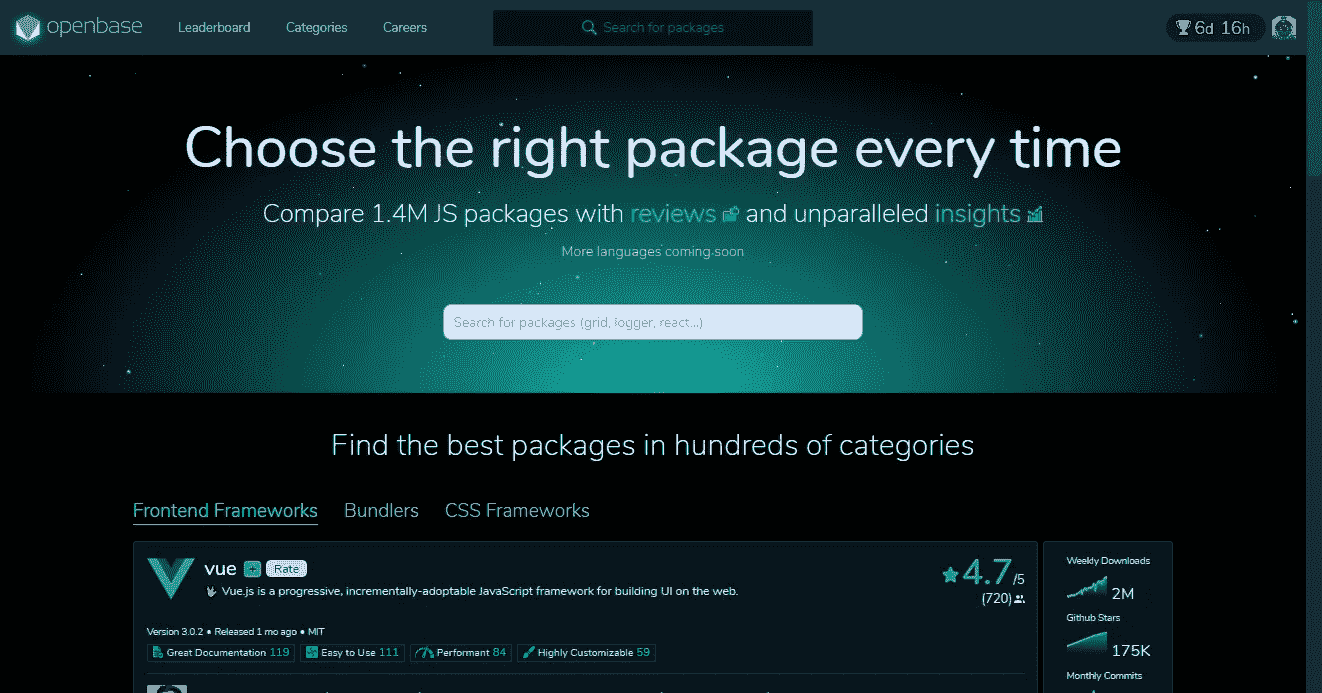 openbase Leaderboard Categories Careers Search for packages 6d 16h
Choose the right package every time
Compare 1.4M JS packages with reviews and unparalleled insights
More languages coming soon
Search for packages (grid, logger, react...)
Find the best packages in hundreds of categories
Frontend Frameworks Bundlers CSS Frameworks
vue + Rate
Vue.js is a progressive, incrementally-adoptable JavaScript framework for building UI on the web.
4.7/5
(720)
Version 3.0.2 • Released 1 mo ago • MIT
Great Documentation 119 Easy to Use 111 Performant 84 Highly Customizable 59
Weekly Downloads
2M
Github Stars
175K
Monthly Commits